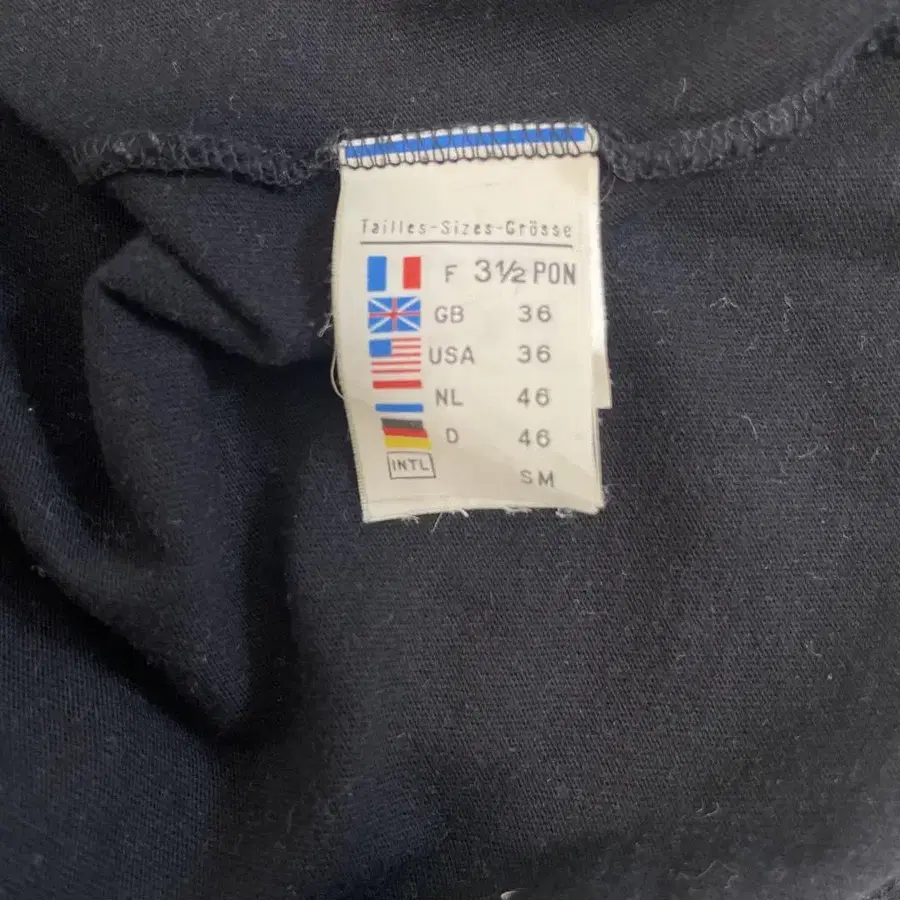 Tailles-Sizes-Grösse
F 3½ PON
GB 36
USA 36
NL 46
D 46
INTL SM